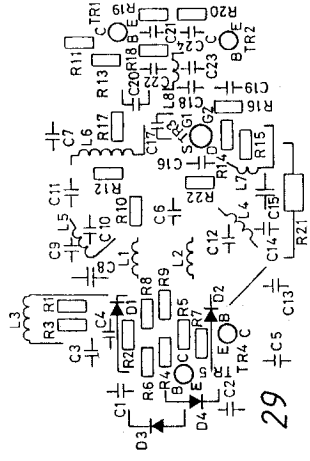 TR1
R19
R20
E
B
C
C21
E
B
C
TR2
R11
R13
R18
C22
C24
C23
C20
L8
C18
C19
C7
L6
R17
C17
TR3
S
G1
G2
D
R16
R14
R15
C16
R12
R22
L7
C11
R10
C6
L5
C10
C9
C8
L1
L2
C12
L4
C14
C15
R21
L3
R1
R3
C4
C3
D1
R2
R8
R9
R5
R7
D2
C13
R6
R4
B
C
E
TR5
E
B
C
TR4
C5
C1
D3
D4
C2
29